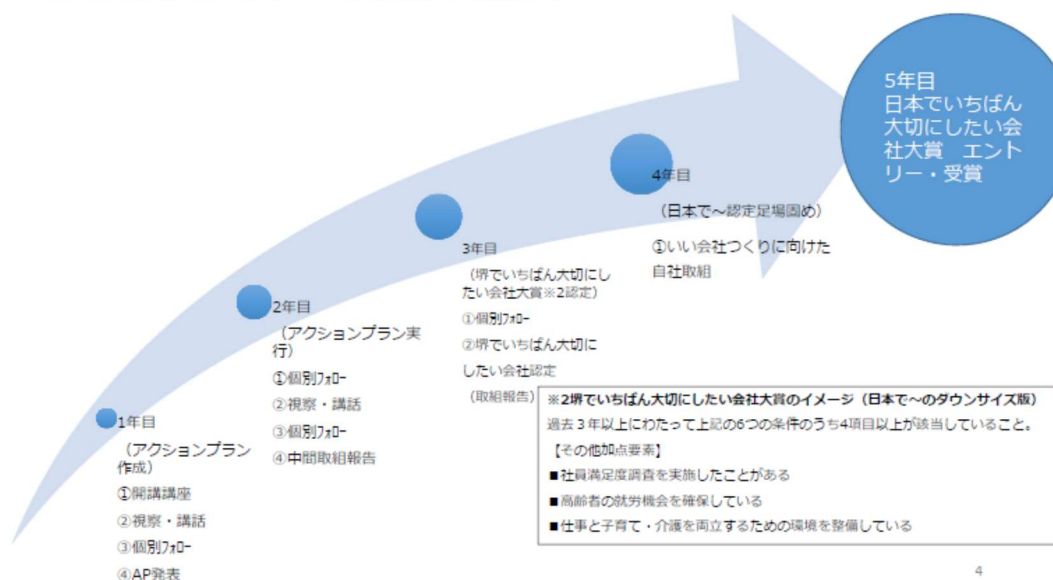 1年目
（アクションプラン
作成）
①開講講座
②視察・講話
③個別フォロー
④AP発表
2年目
（アクションプラン実
行）
①個別フォロー
②視察・講話
③個別フォロー
④中間取組報告
3年目
（堺でいちばん大切にし
たい会社大賞※2認定）
①個別フォロー
②堺でいちばん大切に
したい会社認定
（取組報告）
4年目
（日本で～認定足場固め）
①いい会社つくりに向けた
自社取組
5年目
日本でいちばん
大切にしたい会
社大賞　エント
リー・受賞
※2堺でいちばん大切にしたい会社大賞のイメージ（日本で～のダウンサイズ版）
過去３年以上にわたって上記の6つの条件のうち4項目以上が該当していること。
【その他加点要素】
■社員満足度調査を実施したことがある
■高齢者の就労機会を確保している
■仕事と子育て・介護を両立するための環境を整備している
4